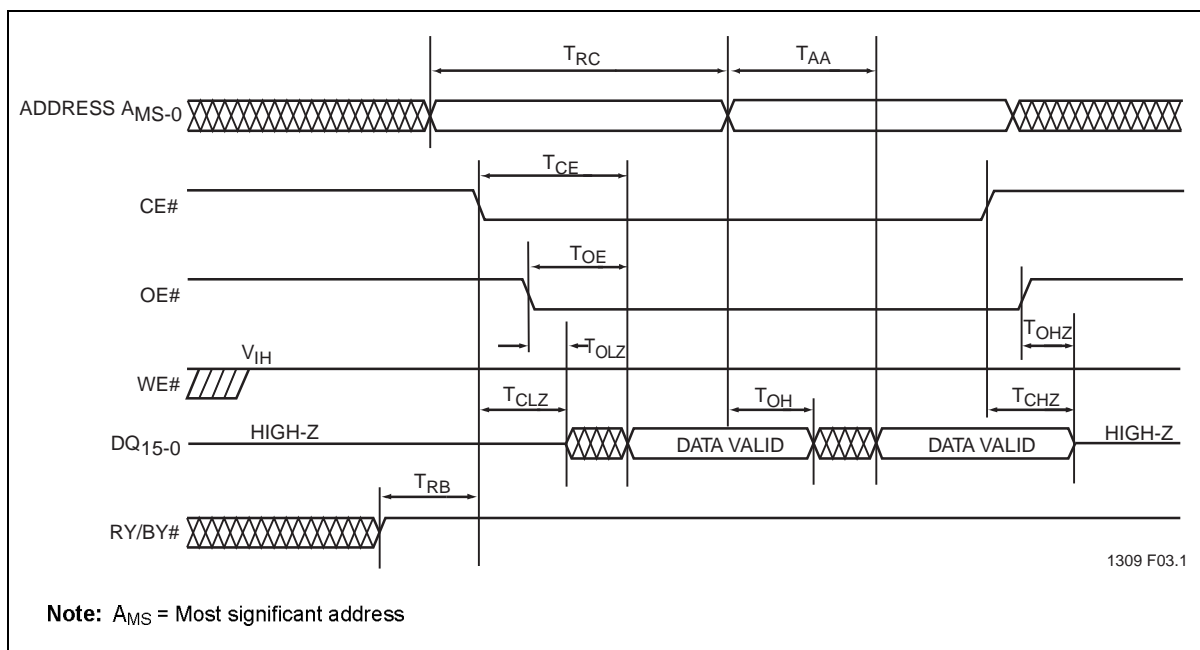 TRC
TAA
ADDRESS AMS-0
TCE
CE#
TOE
OE#
TOHZ
TOLZ
VIH
WE#
TCLZ
TOH
TCHZ
DQ15-0
HIGH-Z
DATA VALID
DATA VALID
HIGH-Z
TRB
RY/BY#
1309 F03.1
Note: AMS = Most significant address